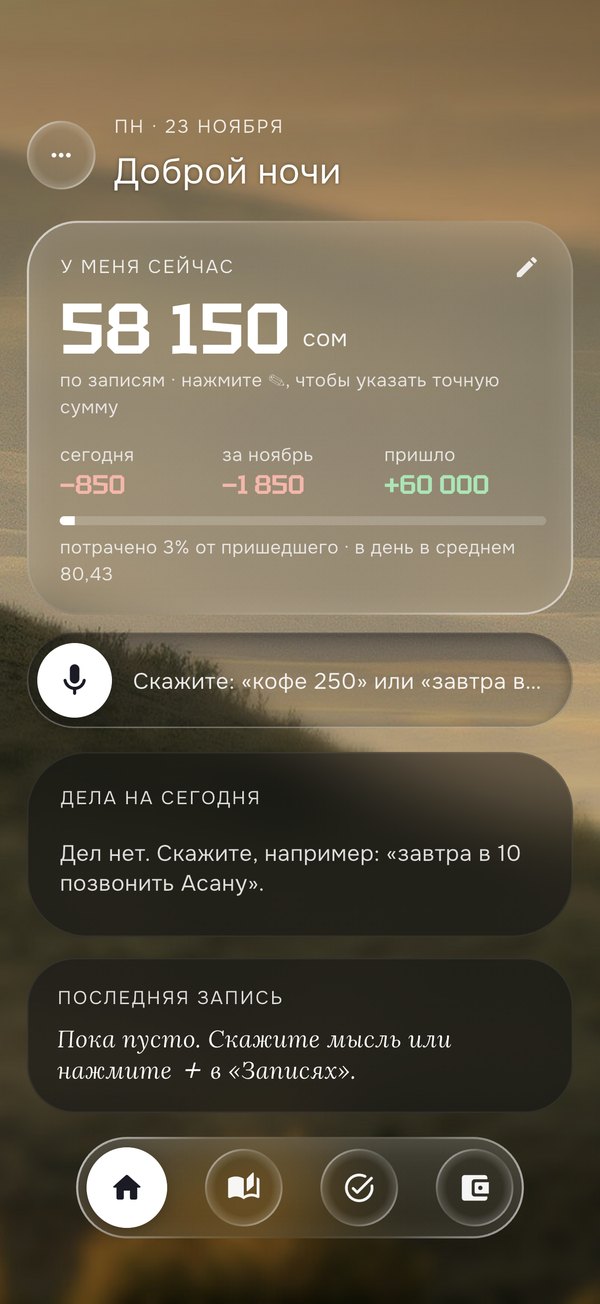 ПН · 23 НОЯБРЯ
Доброй ночи
У МЕНЯ СЕЙЧАС
58 150 сом
по записям · нажмите ✎, чтобы указать точную
сумму
сегодня за ноябрь пришло
−850 −1 850 +60 000
потрачено 3% от пришедшего · в день в среднем
80,43
Скажите: «кофе 250» или «завтра в...
ДЕЛА НА СЕГОДНЯ
Дел нет. Скажите, например: «завтра в 10
позвонить Асану».
ПОСЛЕДНЯЯ ЗАПИСЬ
Пока пусто. Скажите мысль или
нажмите + в «Записях».